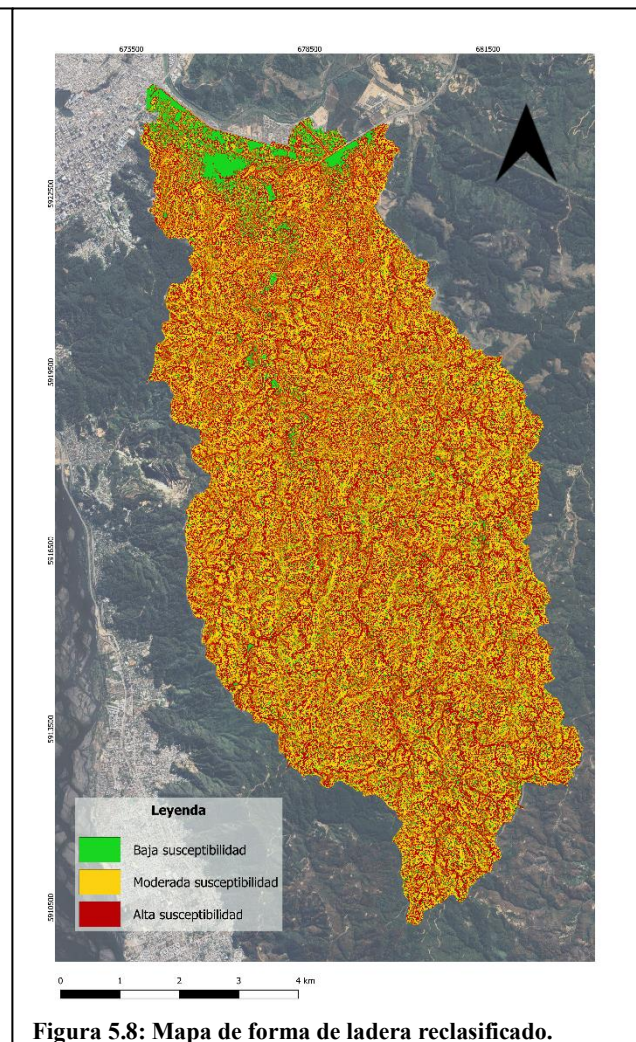 673500 678500 681500
5922500
5919500
5916500
5913500
5910500
Leyenda
Baja susceptibilidad
Moderada susceptibilidad
Alta susceptibilidad
0 1 2 3 4 km
Figura 5.8: Mapa de forma de ladera reclasificado.